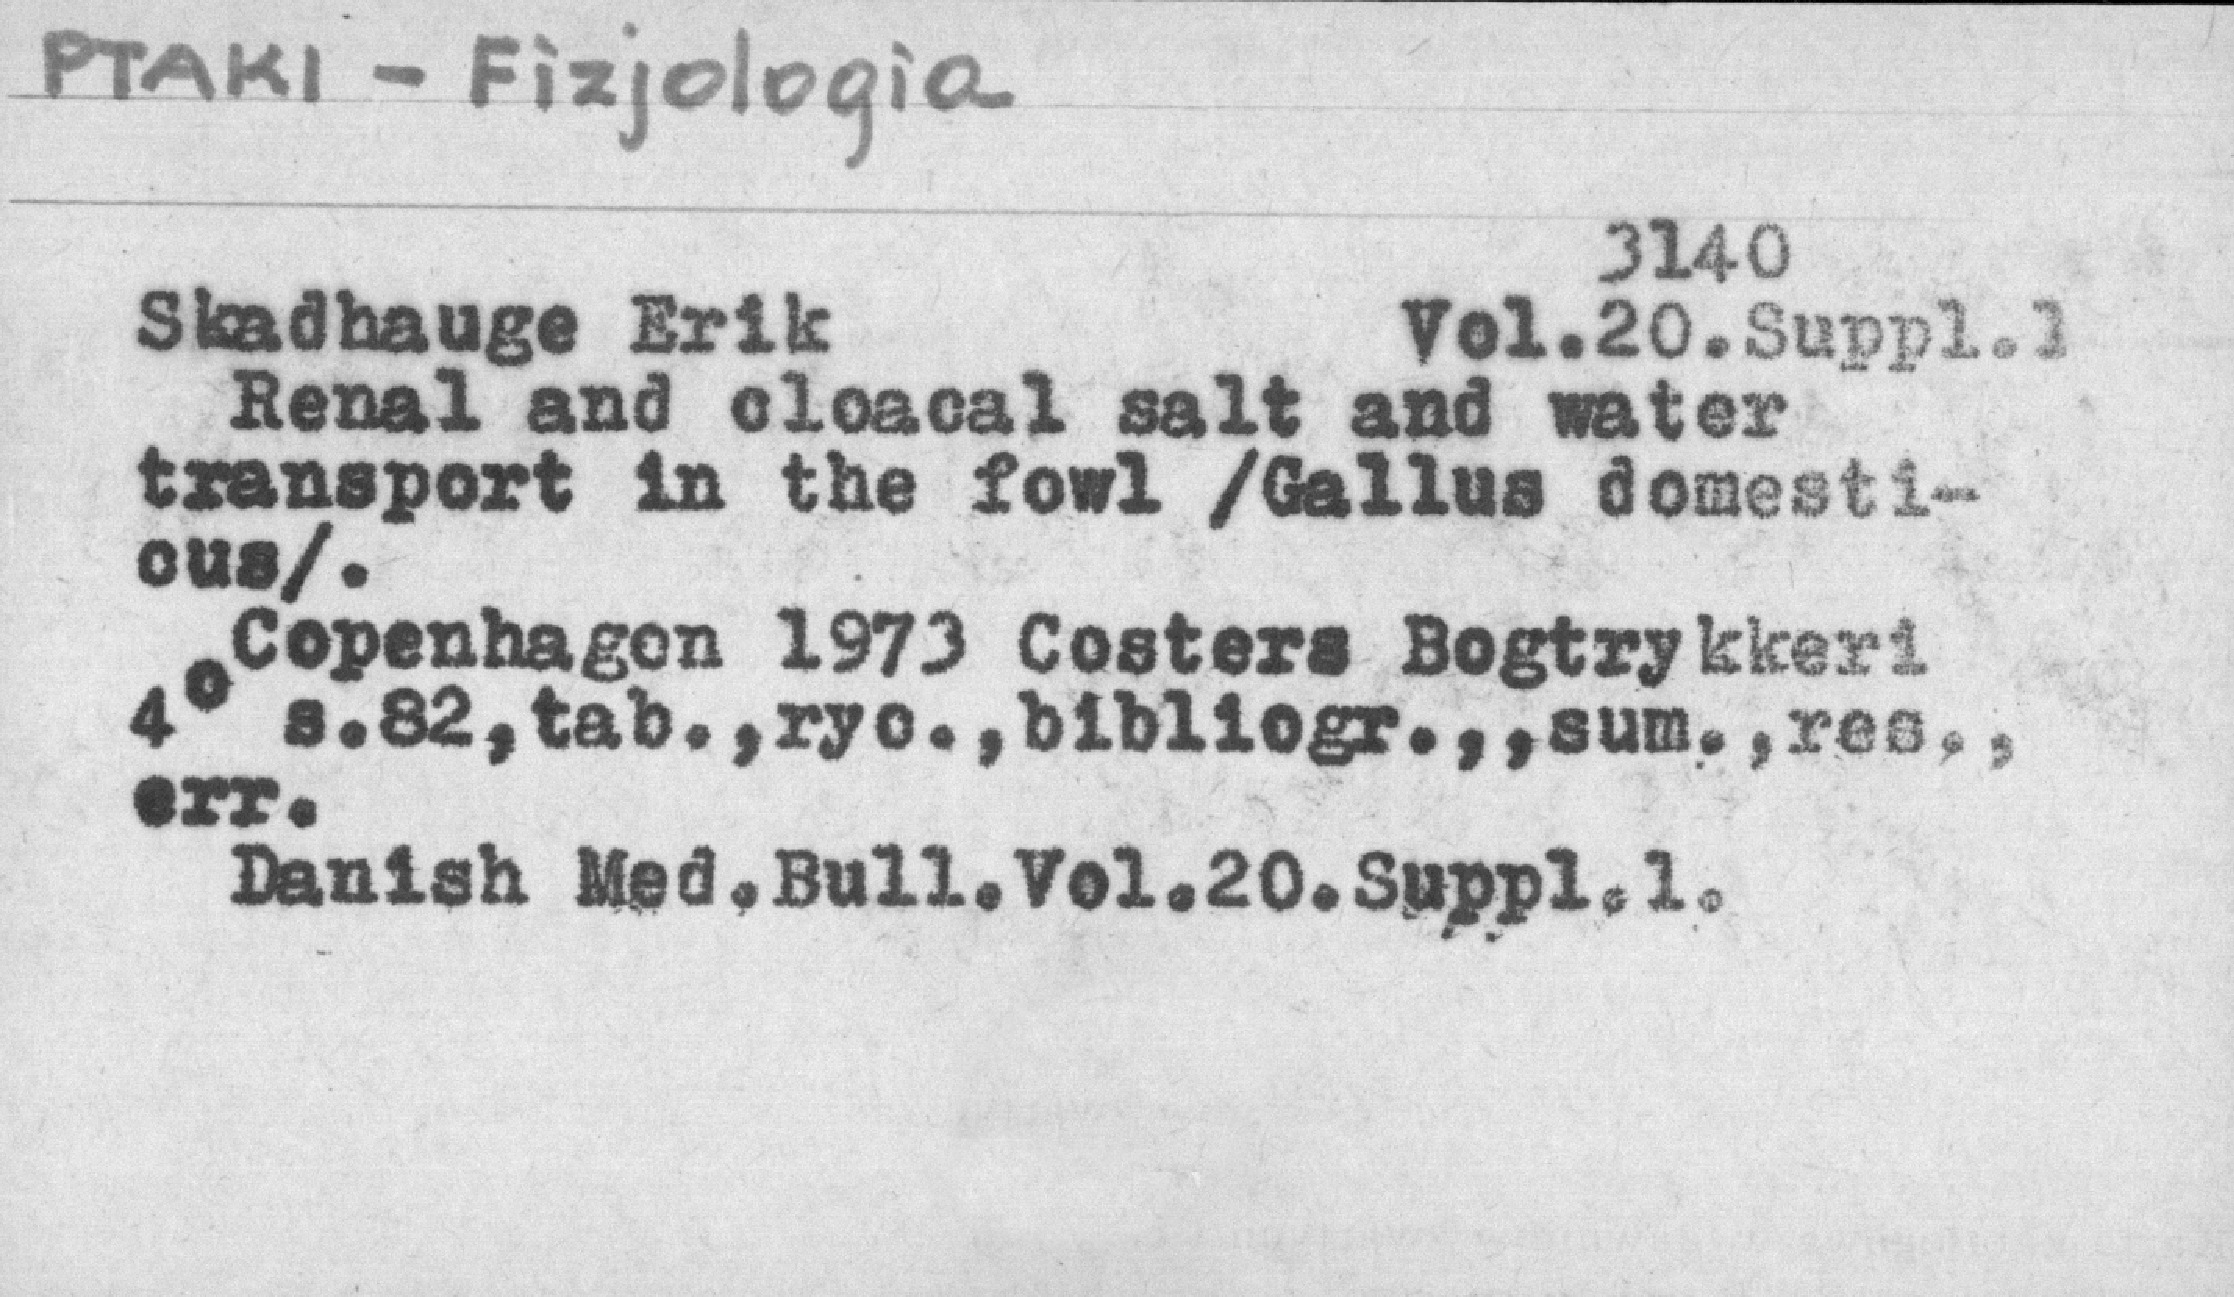 PTAKI - Fizjologia
3140
Skadhauge Erik Vol.20.Suppl.1
Renal and cloacal salt and water
transport in the fowl /Gallus domesti-
cus/.
Copenhagen 1973 Costers Bogtrykkeri
4° s.82,tab.,ryc.,bibliogr.,,sum.,res.,
err.
Danish Med.Bull.Vol.20.Suppl.1.